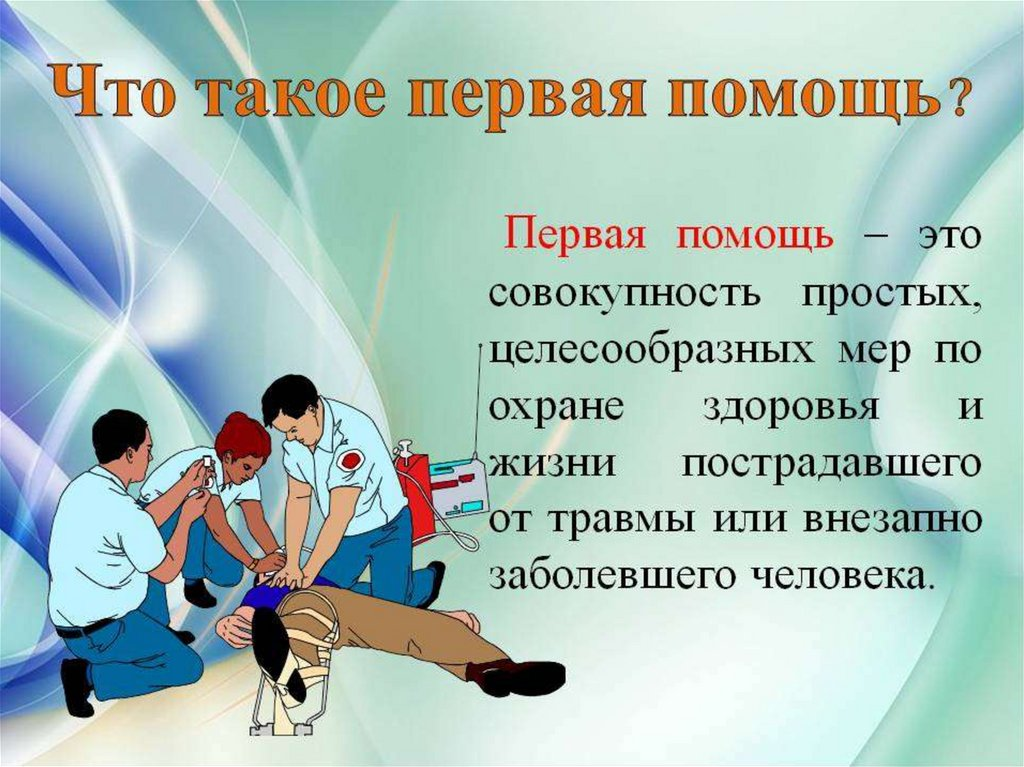 Что такое первая помощь?
Первая помощь – это
совокупность простых,
целесообразных мер по
охране здоровья и
жизни пострадавшего
от травмы или внезапно
заболевшего человека.